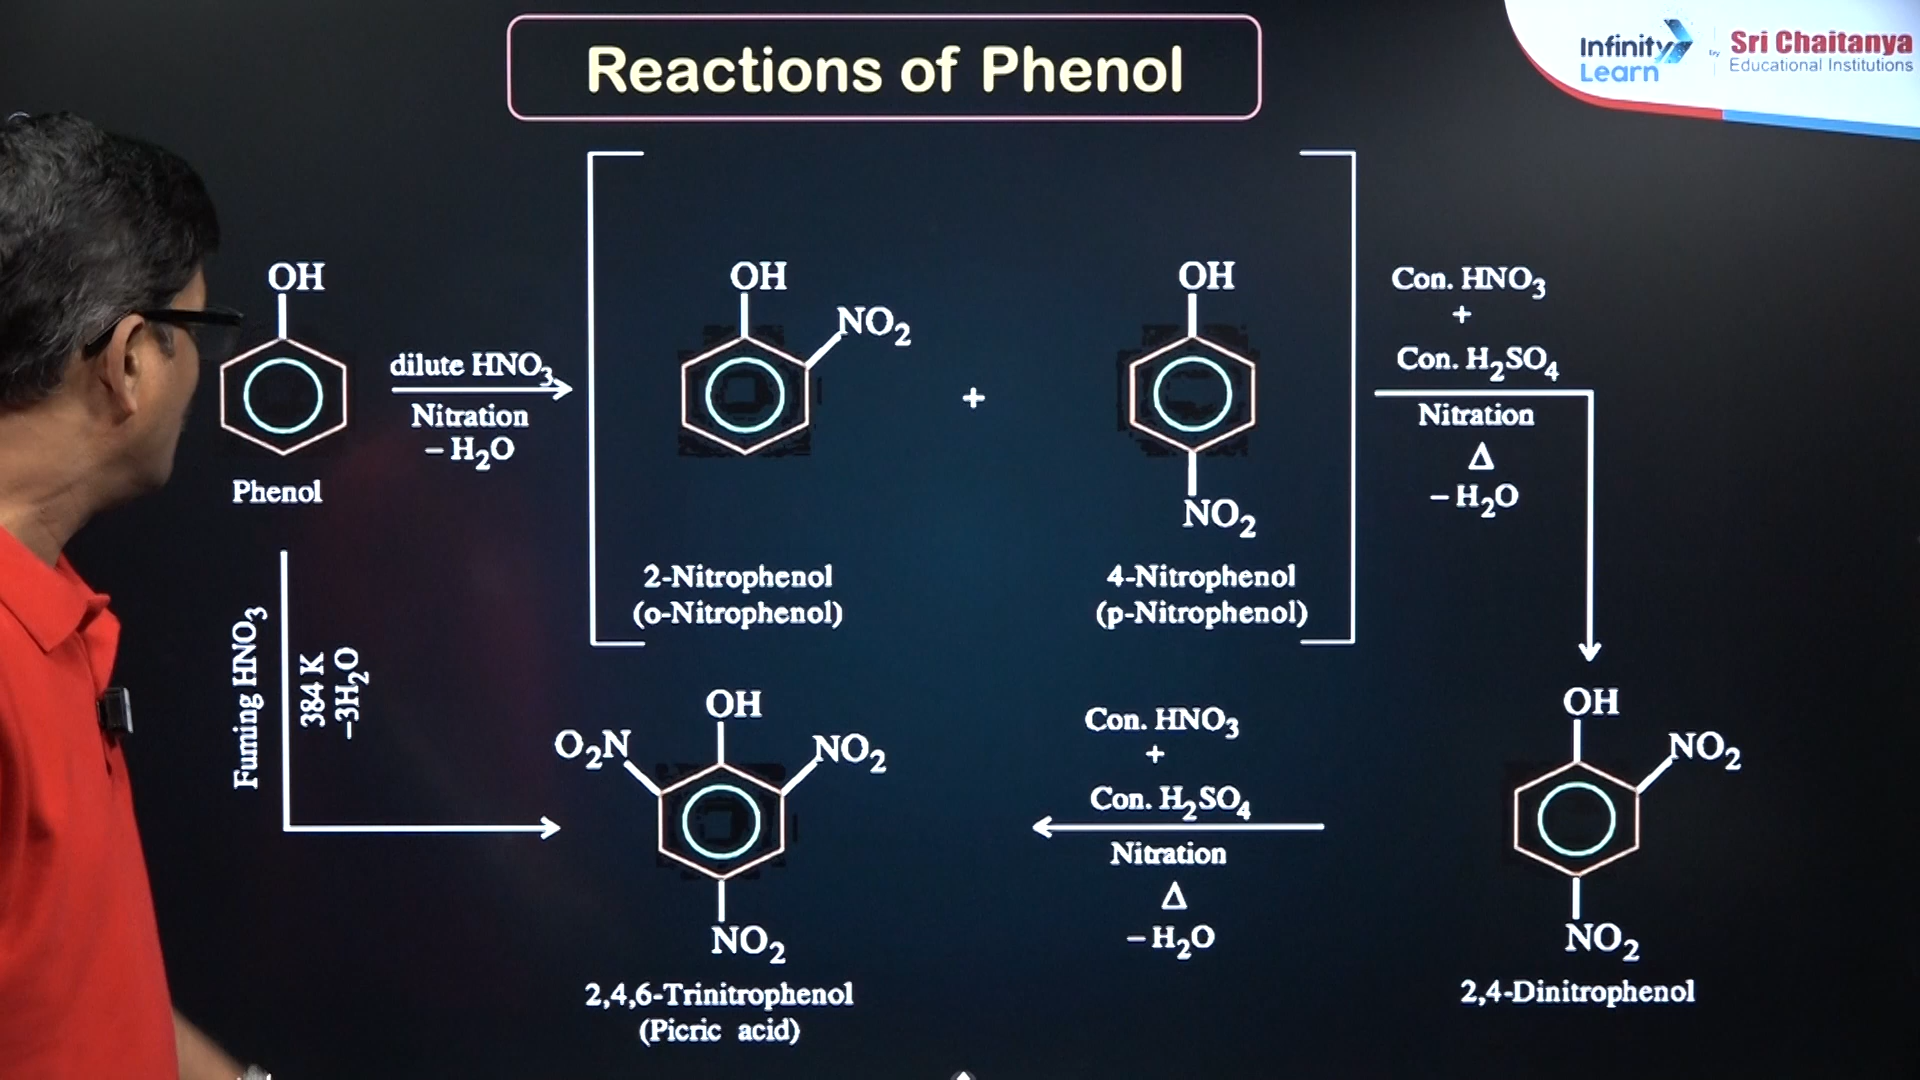 Reactions of Phenol
Infinity Learn
by
Sri Chaitanya
Educational Institutions
OH
Phenol
dilute HNO3
Nitration
– H2O
OH
NO2
2-Nitrophenol
(o-Nitrophenol)
+
OH
NO2
4-Nitrophenol
(p-Nitrophenol)
Con. HNO3
+
Con. H2SO4
Nitration
Δ
– H2O
Fuming HNO3
384 K
–3H2O
OH
O2N
NO2
NO2
2,4,6-Trinitrophenol
(Picric acid)
Con. HNO3
+
Con. H2SO4
Nitration
Δ
– H2O
OH
NO2
NO2
2,4-Dinitrophenol